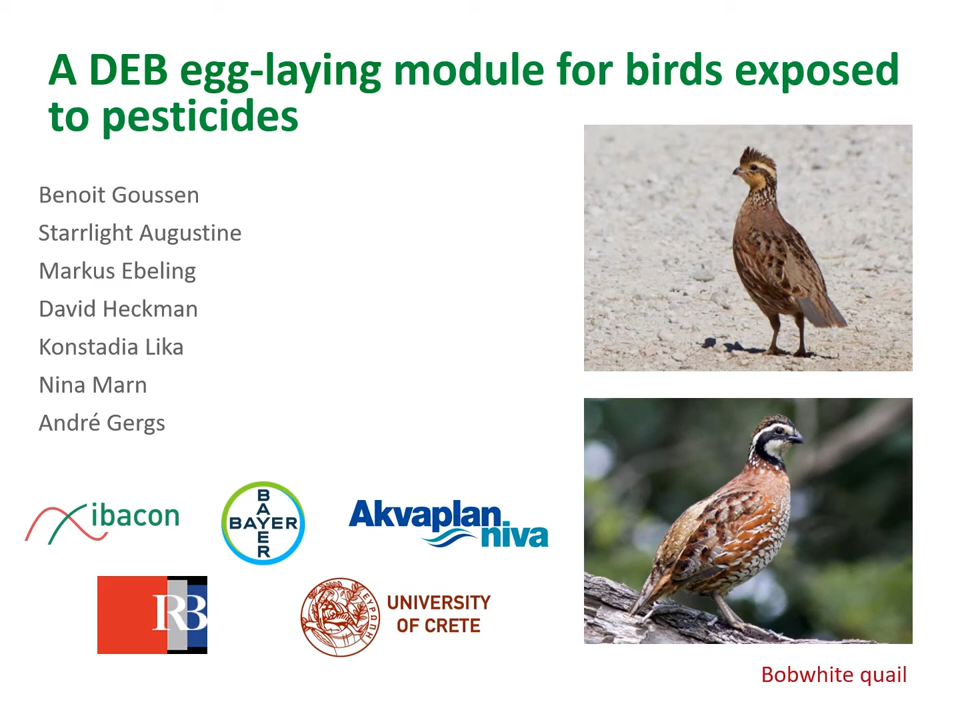 A DEB egg-laying module for birds exposed
to pesticides
Benoit Goussen
Starrlight Augustine
Markus Ebeling
David Heckman
Konstadia Lika
Nina Marn
André Gergs
ibacon
BAYER
BAYER
Akvaplan
niva
IRB
UNIVERSITY
OF CRETE
Bobwhite quail